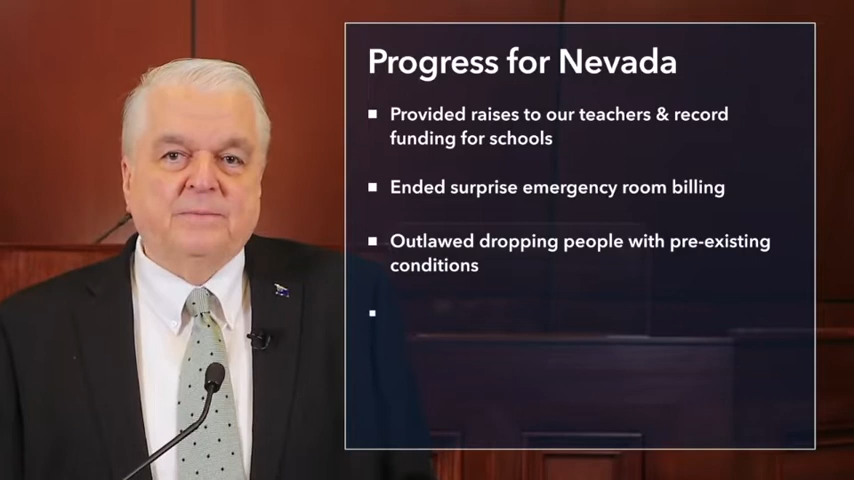 Progress for Nevada
Provided raises to our teachers & record
funding for schools
Ended surprise emergency room billing
Outlawed dropping people with pre-existing
conditions